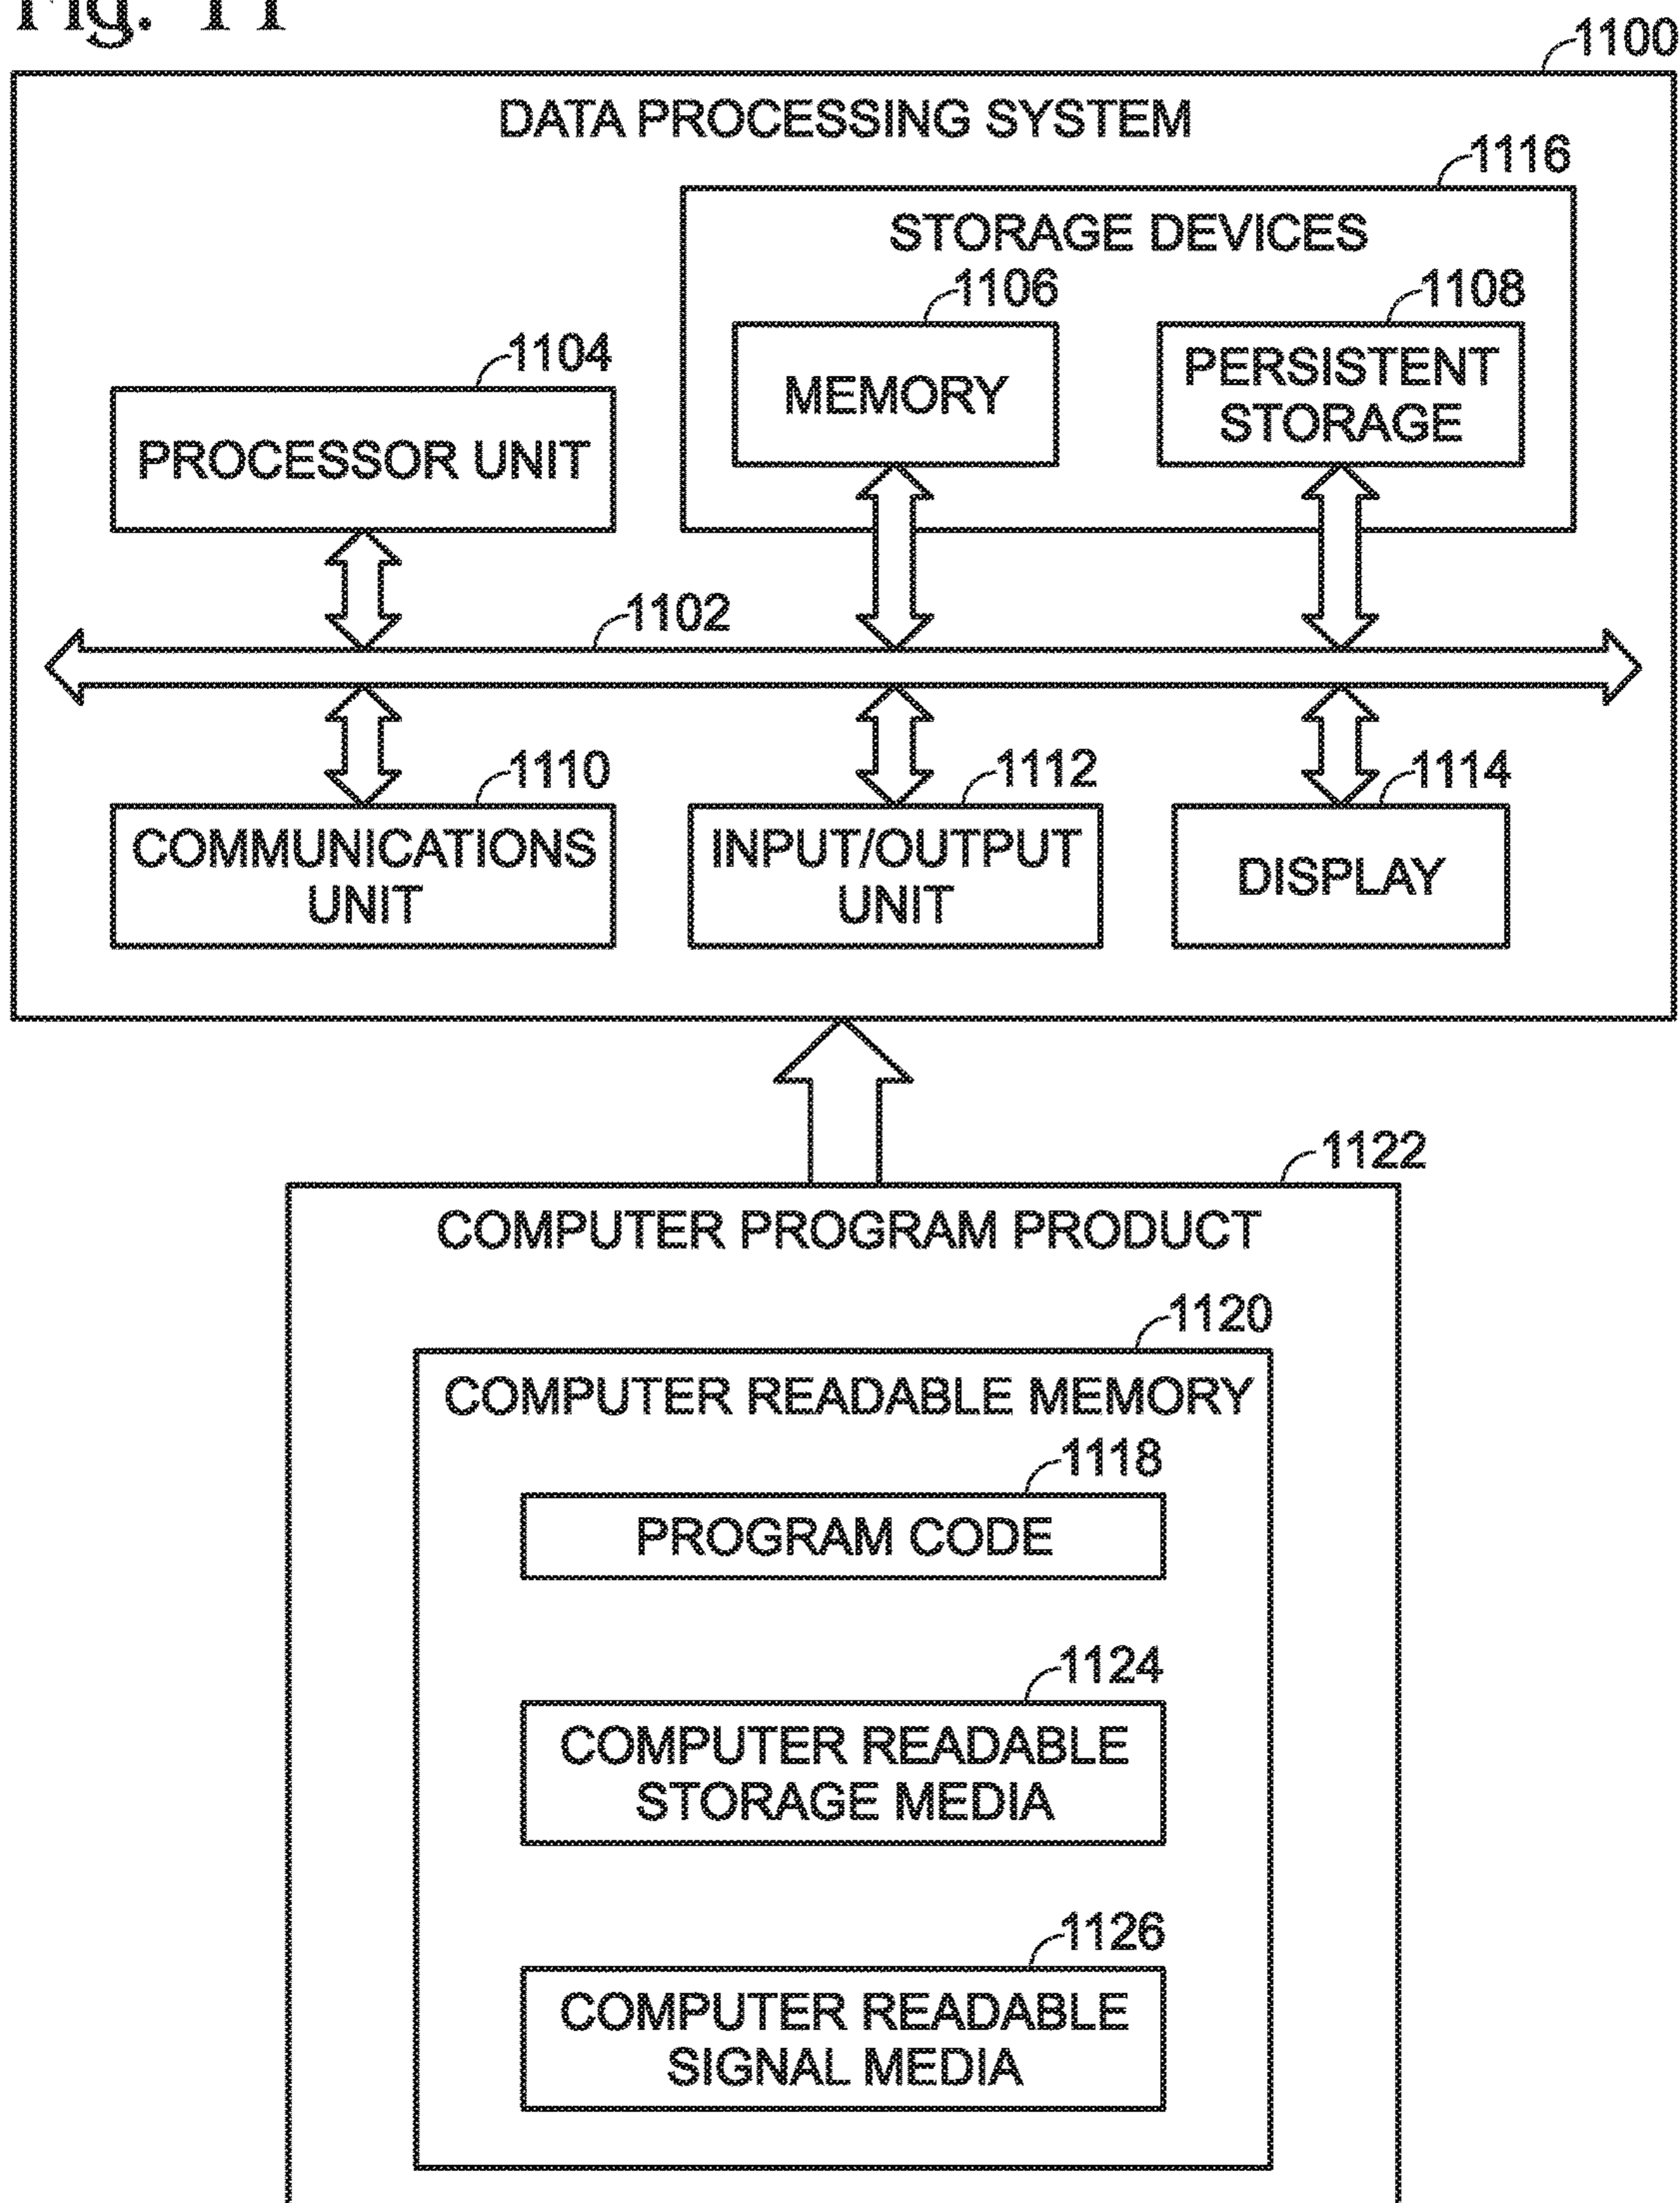 Fig. 11
1100
DATA PROCESSING SYSTEM
1116
STORAGE DEVICES
1106
1108
1104
MEMORY
PERSISTENT
STORAGE
PROCESSOR UNIT
1102
1110
1112
1114
COMMUNICATIONS
UNIT
INPUT/OUTPUT
UNIT
DISPLAY
1122
COMPUTER PROGRAM PRODUCT
1120
COMPUTER READABLE MEMORY
1118
PROGRAM CODE
1124
COMPUTER READABLE
STORAGE MEDIA
1126
COMPUTER READABLE
SIGNAL MEDIA